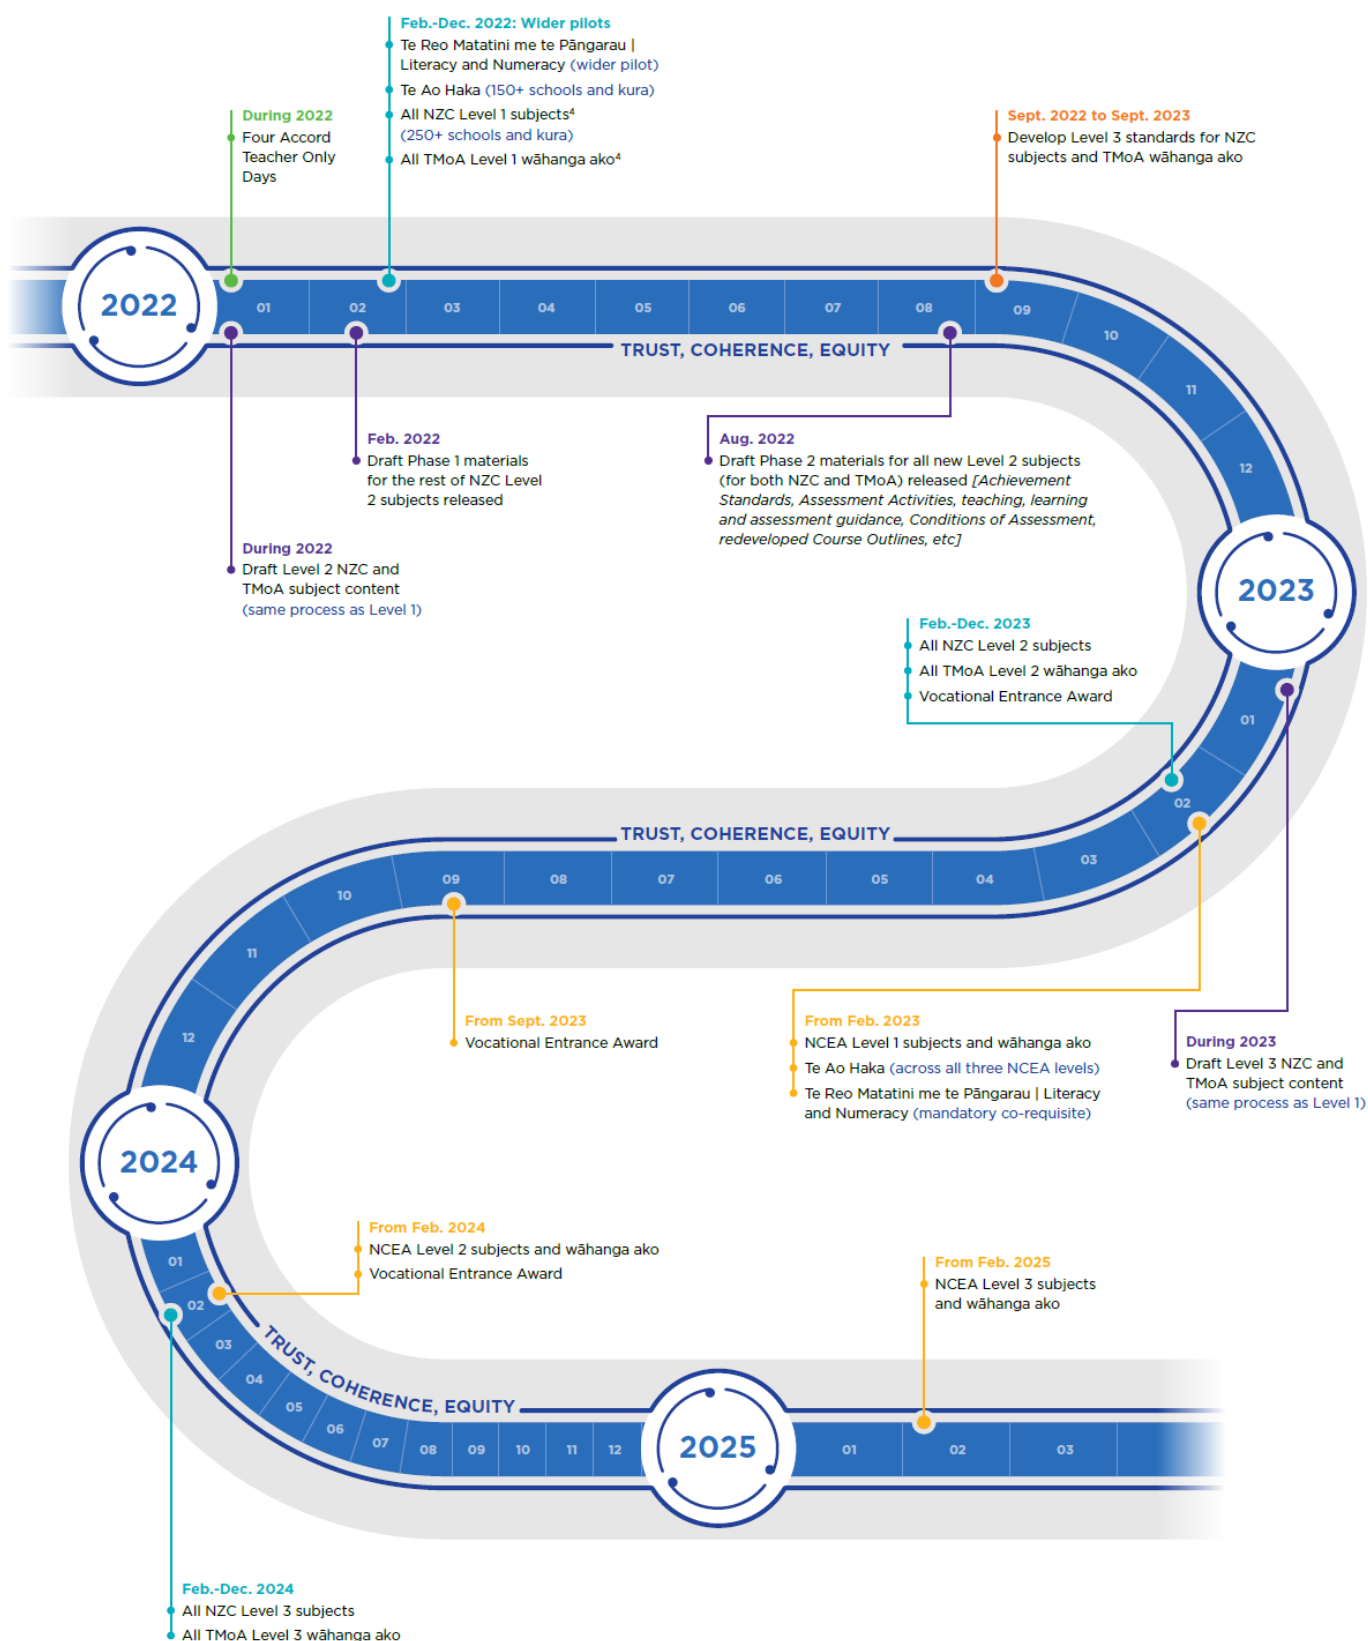 Feb.-Dec. 2022: Wider pilots
Te Reo Matatini me te Pāngarau |
Literacy and Numeracy (wider pilot)
Te Ao Haka (150+ schools and kura)
All NZC Level 1 subjects⁴
(250+ schools and kura)
All TMoA Level 1 wāhanga ako⁴
During 2022
Four Accord
Teacher Only
Days
Sept. 2022 to Sept. 2023
Develop Level 3 standards for NZC
subjects and TMoA wāhanga ako
2022
01
02
03
04
05
06
07
08
09
10
11
12
TRUST, COHERENCE, EQUITY
Feb. 2022
Draft Phase 1 materials
for the rest of NZC Level
2 subjects released
During 2022
Draft Level 2 NZC and
TMoA subject content
(same process as Level 1)
Aug. 2022
Draft Phase 2 materials for all new Level 2 subjects
(for both NZC and TMoA) released [Achievement
Standards, Assessment Activities, teaching, learning
and assessment guidance, Conditions of Assessment,
redeveloped Course Outlines, etc]
2023
Feb.-Dec. 2023
All NZC Level 2 subjects
All TMoA Level 2 wāhanga ako
Vocational Entrance Award
01
02
03
04
05
06
07
08
09
10
11
12
TRUST, COHERENCE, EQUITY
From Sept. 2023
Vocational Entrance Award
From Feb. 2023
NCEA Level 1 subjects and wāhanga ako
Te Ao Haka (across all three NCEA levels)
Te Reo Matatini me te Pāngarau | Literacy
and Numeracy (mandatory co-requisite)
During 2023
Draft Level 3 NZC and
TMoA subject content
(same process as Level 1)
2024
From Feb. 2024
NCEA Level 2 subjects and wāhanga ako
Vocational Entrance Award
01
02
03
04
05
06
07
08
09
10
11
12
TRUST, COHERENCE, EQUITY
From Feb. 2025
NCEA Level 3 subjects
and wāhanga ako
2025
01
02
03
Feb.-Dec. 2024
All NZC Level 3 subjects
All TMoA Level 3 wāhanga ako